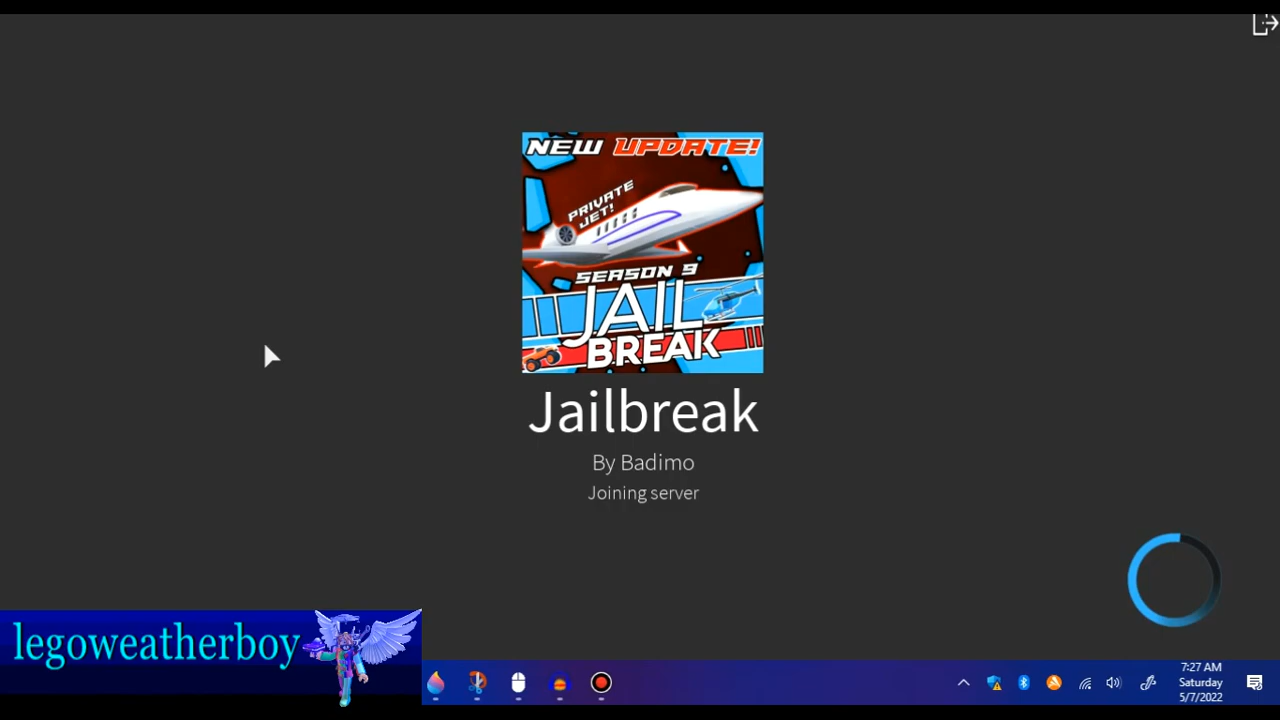 NEW UPDATE!
PRIVATE
JET!
SEASON 9
JAIL
BREAK
Jailbreak
By Badimo
Joining server
legoweatherboy
7:27 AM
Saturday
5/7/2022